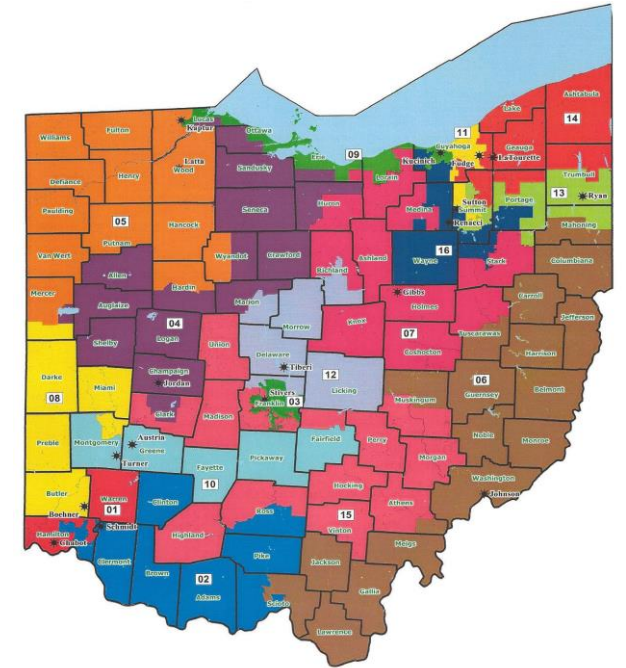 Ashtabula
Lake
14
Williams
Fulton
Lucas
Kaptur
Ottawa
11
Cuyahoga
Geauga
Erie
09
Kucinich
Fudge
LaTourette
Latta
Wood
Sandusky
Lorain
Trumbull
Defiance
Henry
13
Ryan
Sutton
Summit
Portage
Huron
Medina
Paulding
Seneca
Renacci
Mahoning
05
Hancock
Putnam
16
Van Wert
Wyandot
Crawford
Ashland
Wayne
Stark
Columbiana
Richland
Allen
Mercer
Hardin
Gibbs
Holmes
Carroll
Auglaize
Marion
Jefferson
04
Morrow
Knox
07
Tuscarawas
Logan
Shelby
Union
Delaware
Coshocton
Harrison
Tiberi
Champaign
12
06
Jordan
Licking
Guernsey
Belmont
Darke
Miami
Stivers
03
Franklin
08
Clark
Madison
Muskingum
Noble
Monroe
Austria
Montgomery
Greene
Fairfield
Perry
Preble
Turner
Pickaway
Fayette
Morgan
10
Washington
Hocking
Johnson
Butler
Warren
Clinton
Athens
Boehner
01
Ross
15
Schmidt
Hamilton
Chabot
Highland
Vinton
Meigs
Clermont
Pike
Jackson
Brown
02
Adams
Gallia
Scioto
Lawrence